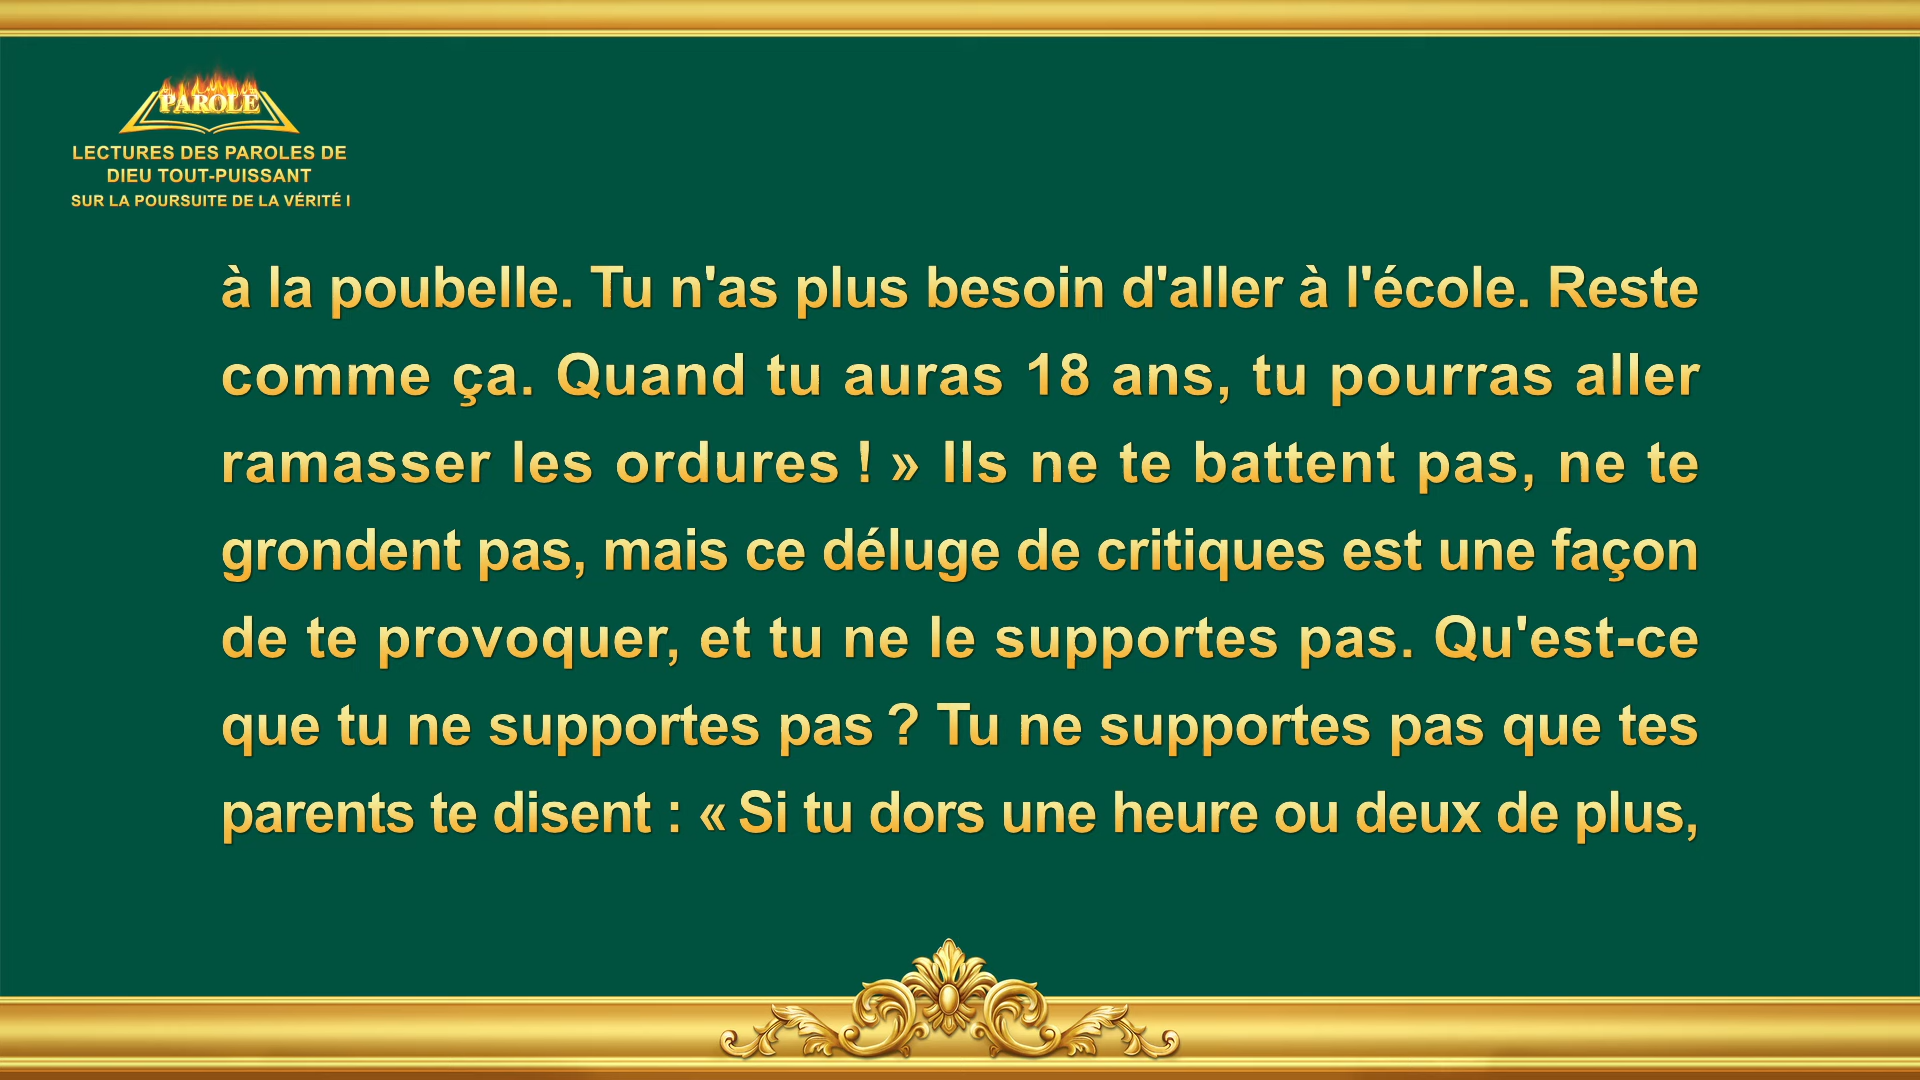 PAROLE
LECTURES DES PAROLES DE
DIEU TOUT-PUISSANT
SUR LA POURSUITE DE LA VÉRITÉ I
à la poubelle. Tu n'as plus besoin d'aller à l'école. Reste
comme ça. Quand tu auras 18 ans, tu pourras aller
ramasser les ordures ! » Ils ne te battent pas, ne te
grondent pas, mais ce déluge de critiques est une façon
de te provoquer, et tu ne le supportes pas. Qu'est-ce
que tu ne supportes pas ? Tu ne supportes pas que tes
parents te disent : « Si tu dors une heure ou deux de plus,